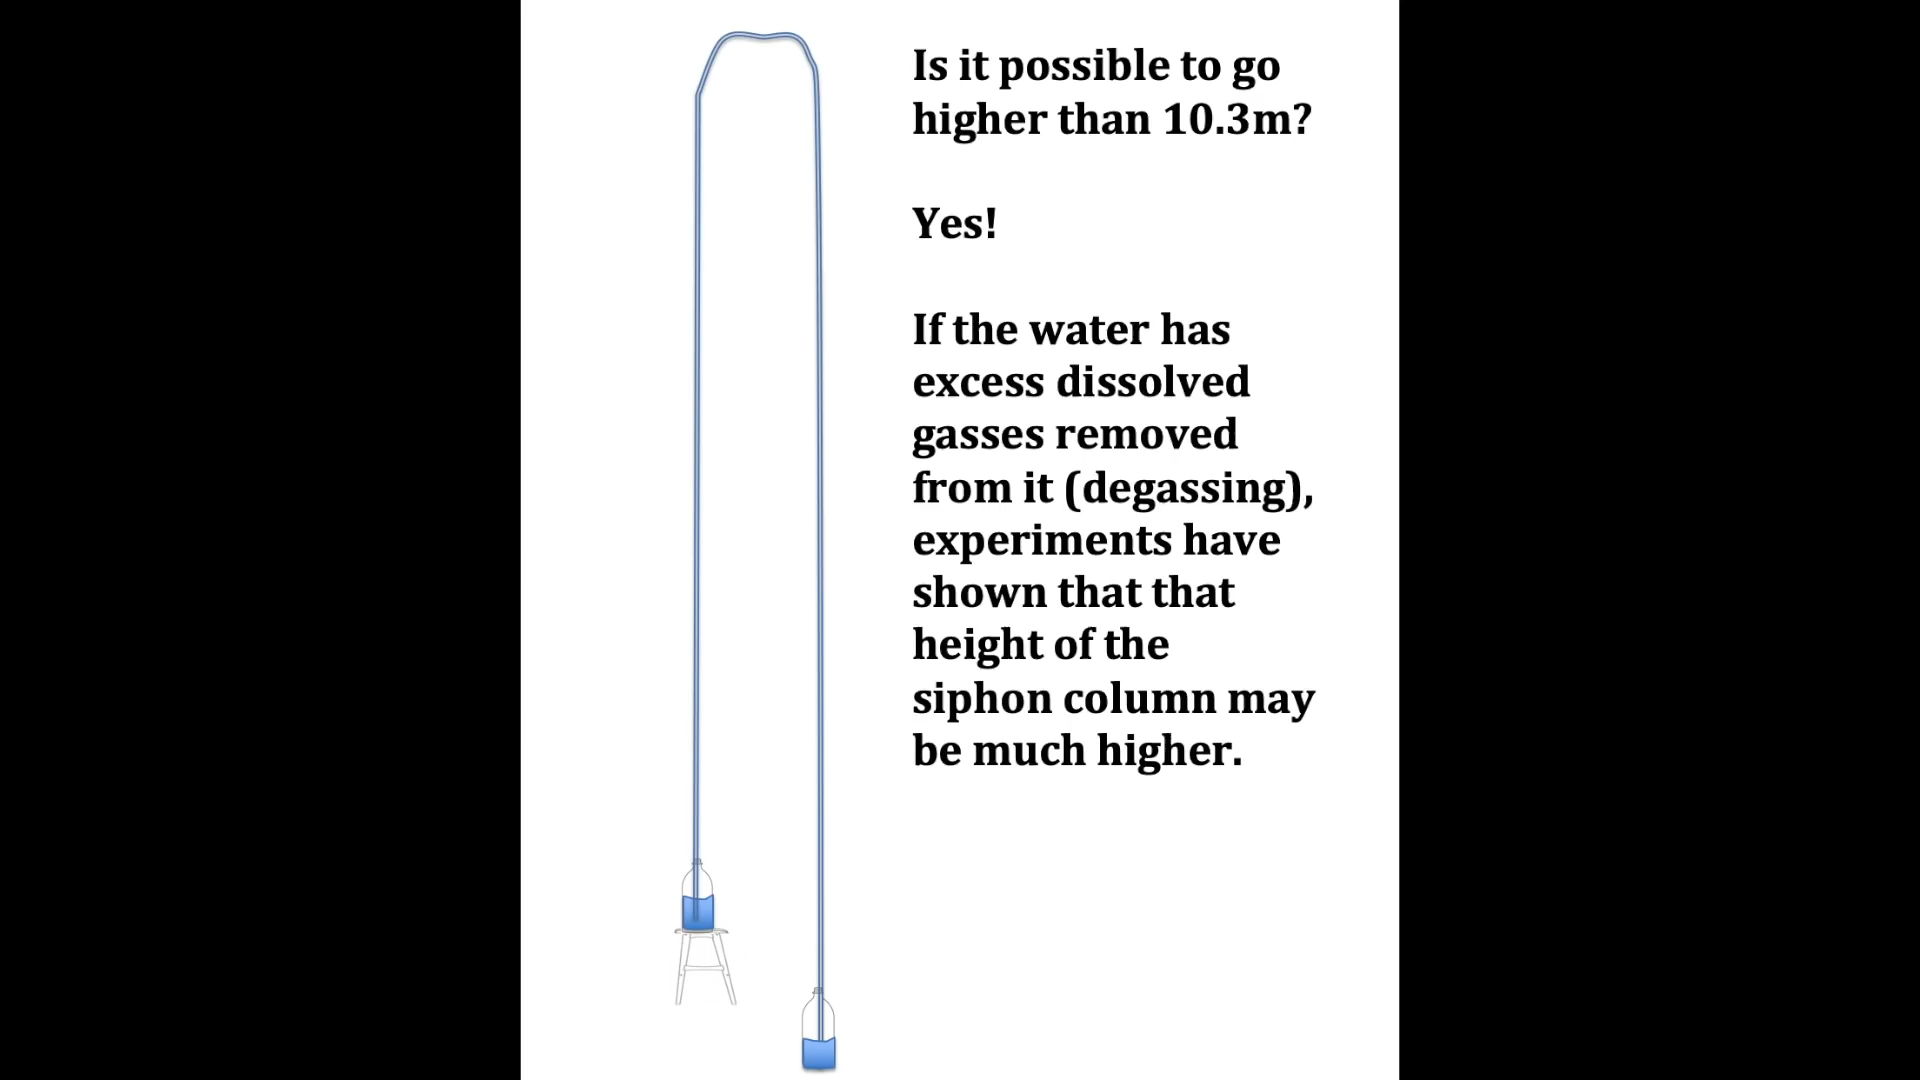 Is it possible to go
higher than 10.3m?
Yes!
If the water has
excess dissolved
gasses removed
from it (degassing),
experiments have
shown that that
height of the
siphon column may
be much higher.